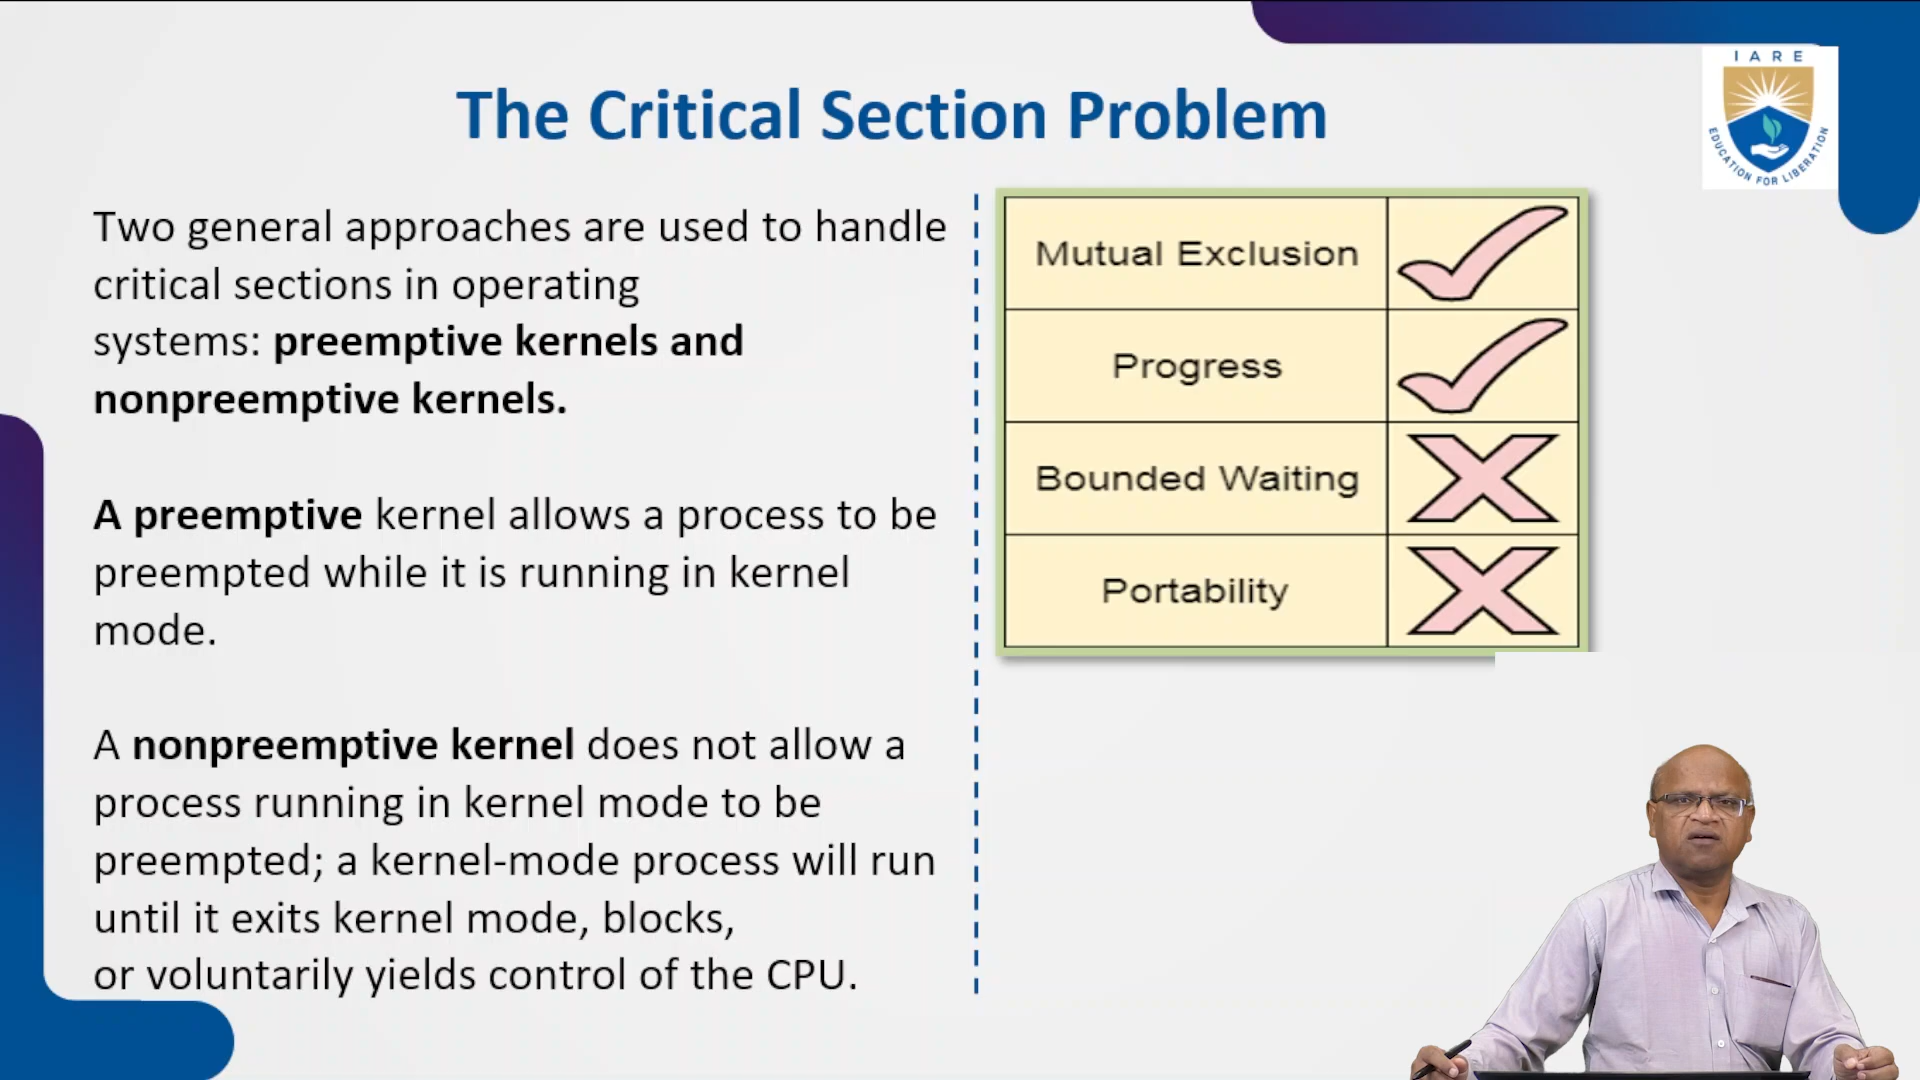 IARE
EDUCATION FOR LIBERATION
The Critical Section Problem
Two general approaches are used to handle
critical sections in operating
systems: preemptive kernels and
nonpreemptive kernels.
A preemptive kernel allows a process to be
preempted while it is running in kernel
mode.
A nonpreemptive kernel does not allow a
process running in kernel mode to be
preempted; a kernel-mode process will run
until it exits kernel mode, blocks,
or voluntarily yields control of the CPU.
Mutual Exclusion
Progress
Bounded Waiting
Portability